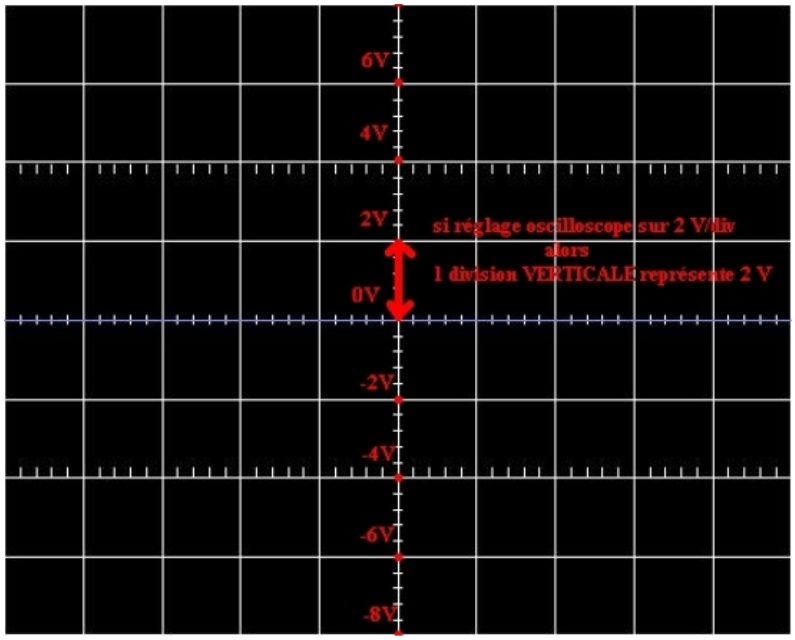 6V
4V
2V
si réglage oscilloscope sur 2 V/div
alors
1 division VERTICALE représente 2 V
0V
-2V
-4V
-6V
-8V